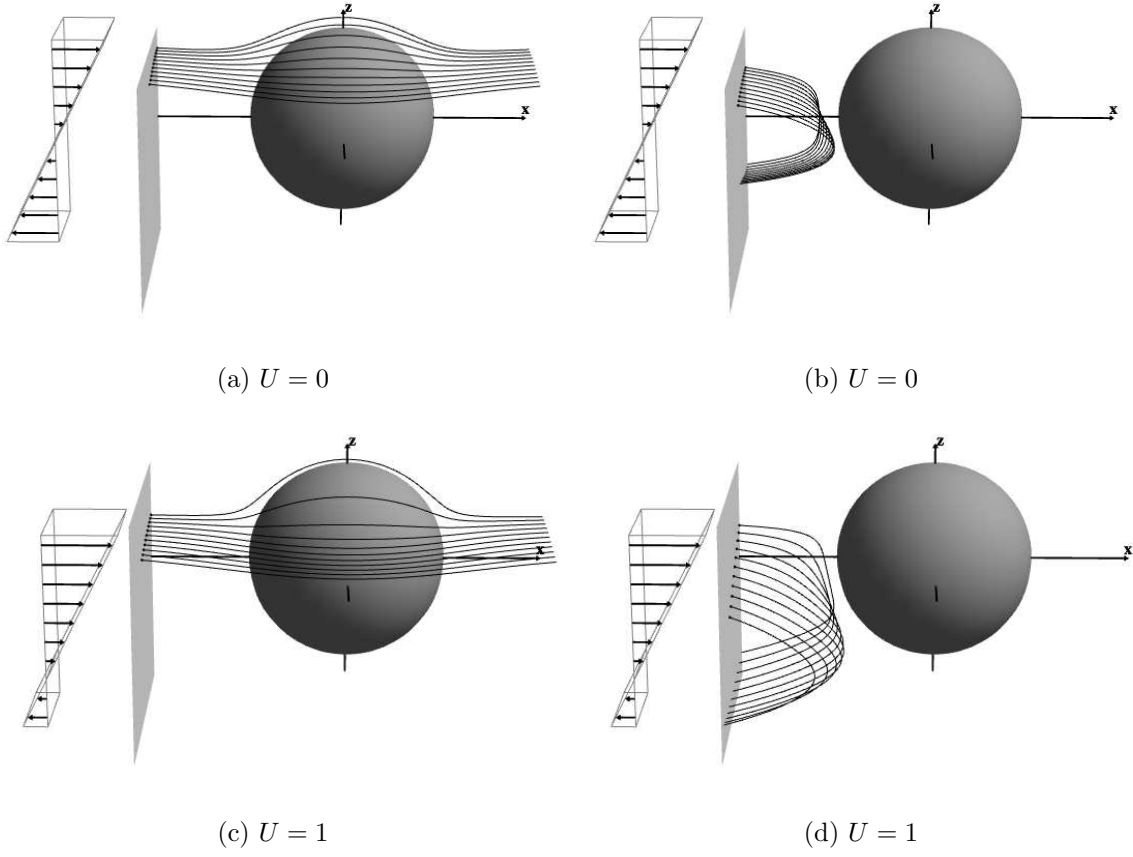 z
x
z
x
(a) U = 0
(b) U = 0
z
x
z
x
(c) U = 1
(d) U = 1